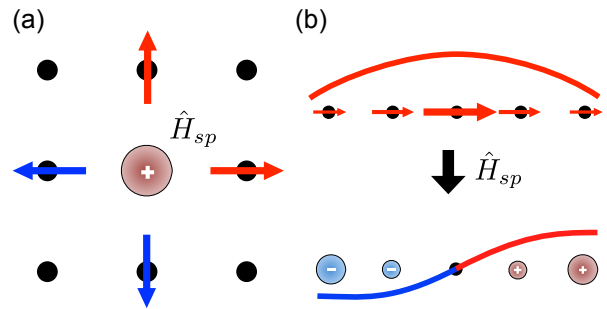 (a)
Ĥ_sp
+
(b)
Ĥ_sp
- - + +